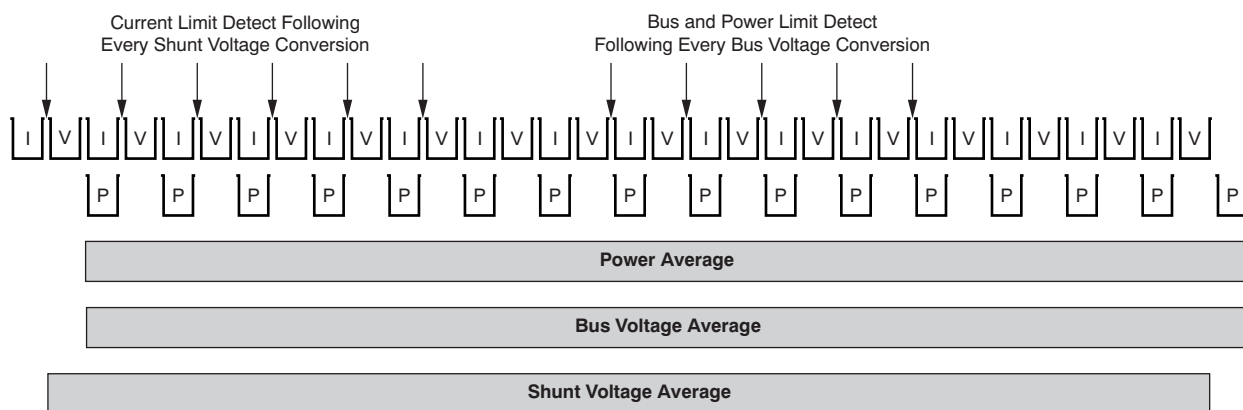 Current Limit Detect Following
Every Shunt Voltage Conversion
Bus and Power Limit Detect
Following Every Bus Voltage Conversion
I V I V I V I V I V I V I V I V I V I V I V I V I V I V I V I V
P P P P P P P P P P P P P P P P
Power Average
Bus Voltage Average
Shunt Voltage Average